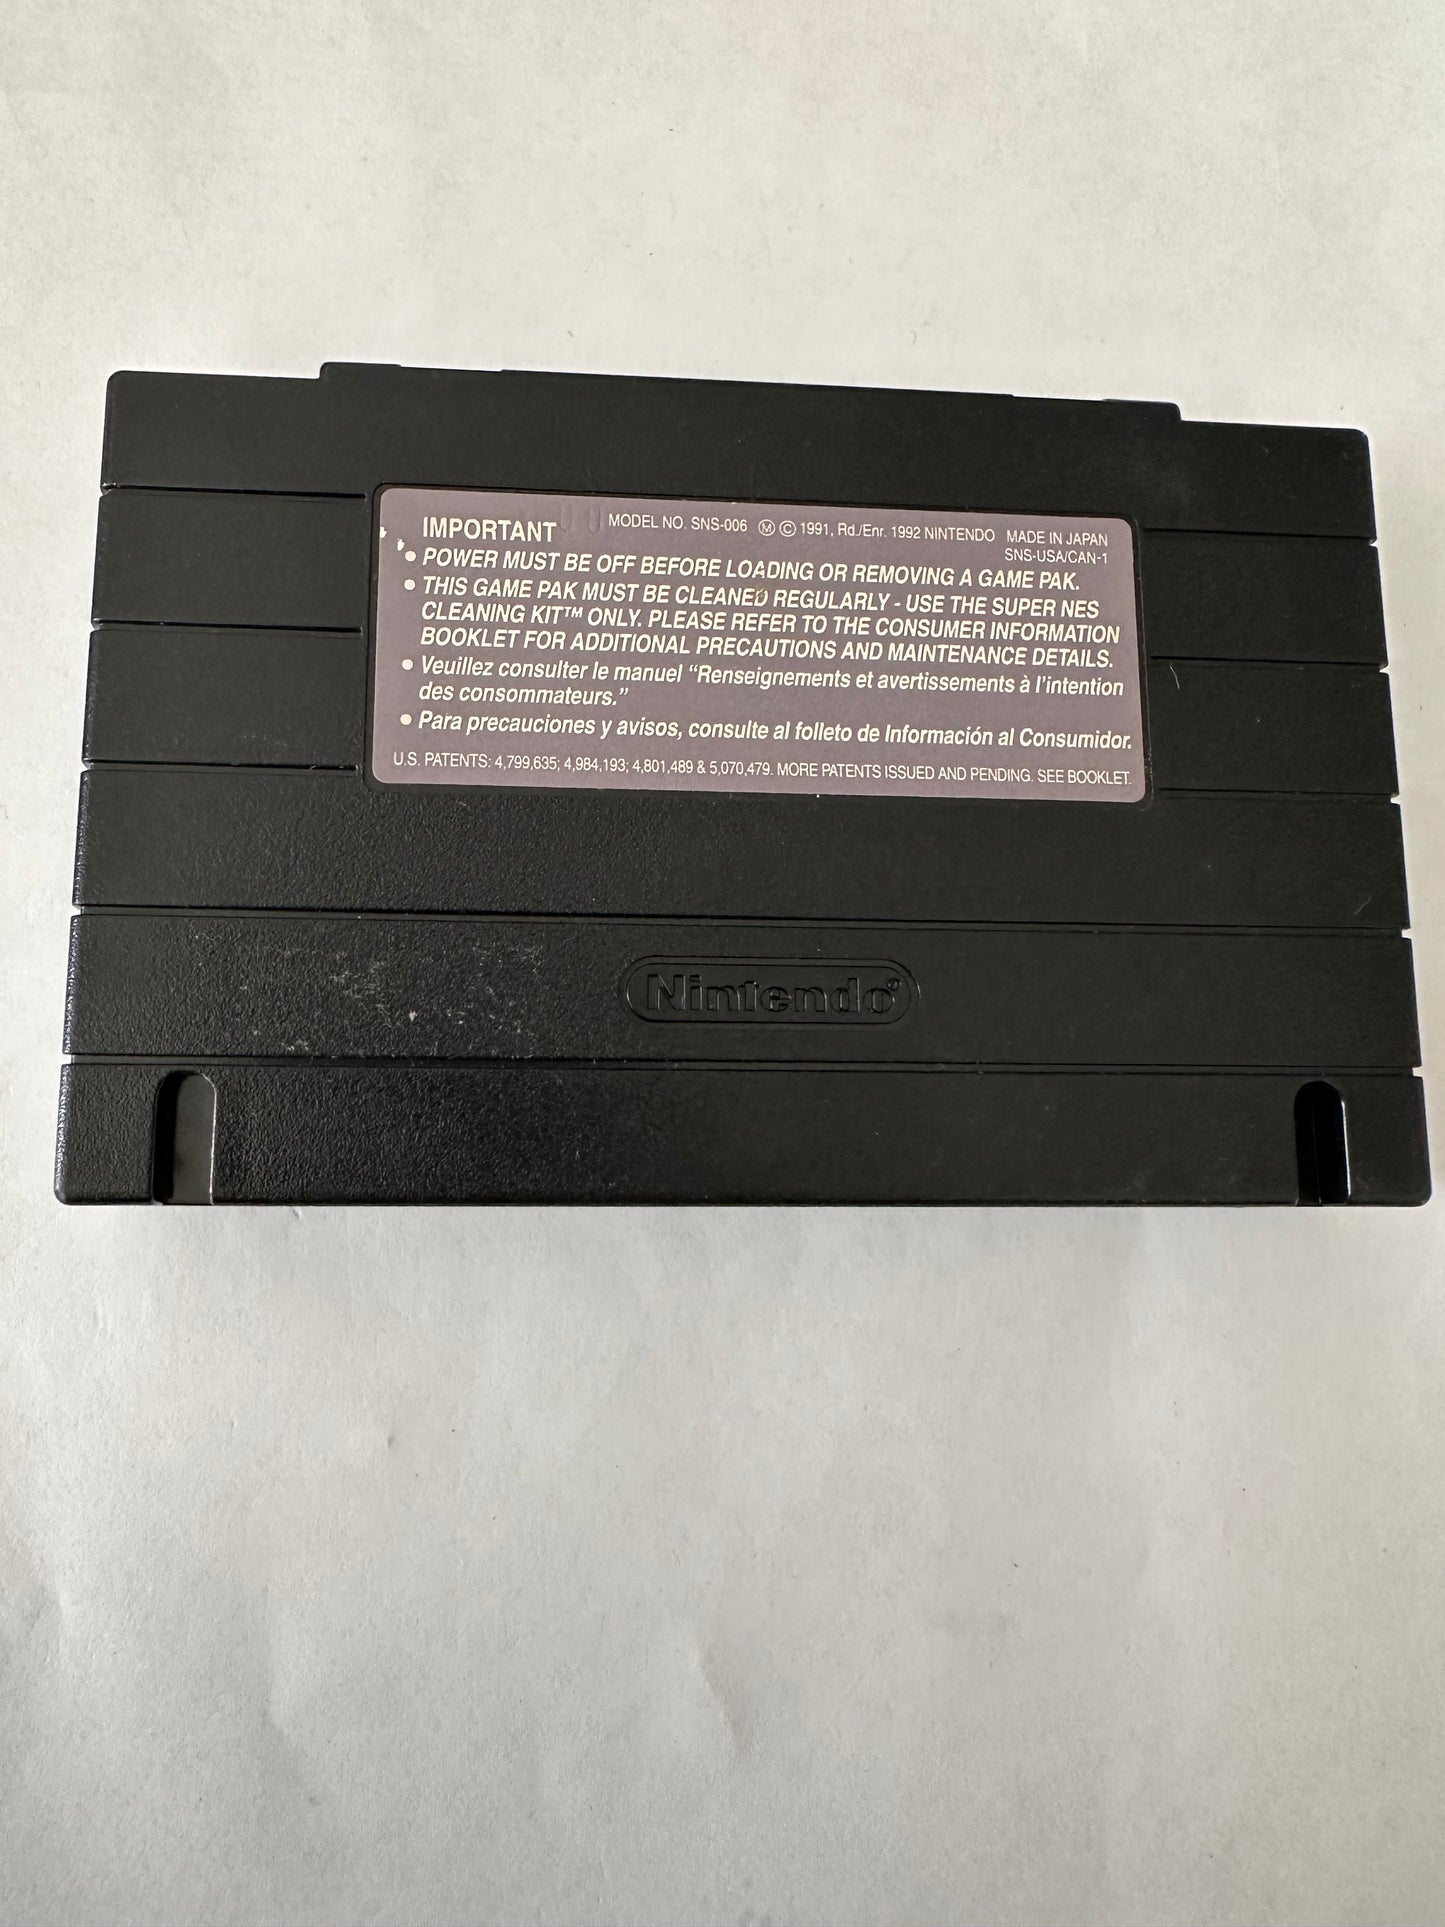 IMPORTANT MODEL NO. SNS-006 Ⓜ © 1991, Rd./Enr. 1992 NINTENDO MADE IN JAPAN
SNS-USA/CAN-1
• POWER MUST BE OFF BEFORE LOADING OR REMOVING A GAME PAK.
• THIS GAME PAK MUST BE CLEANED REGULARLY - USE THE SUPER NES
CLEANING KIT™ ONLY. PLEASE REFER TO THE CONSUMER INFORMATION
BOOKLET FOR ADDITIONAL PRECAUTIONS AND MAINTENANCE DETAILS.
• Veuillez consulter le manuel “Renseignements et avertissements à l’intention
des consommateurs.”
• Para precauciones y avisos, consulte al folleto de Información al Consumidor.
U.S. PATENTS: 4,799,635; 4,984,193; 4,801,489 & 5,070,479. MORE PATENTS ISSUED AND PENDING. SEE BOOKLET.
Nintendo®